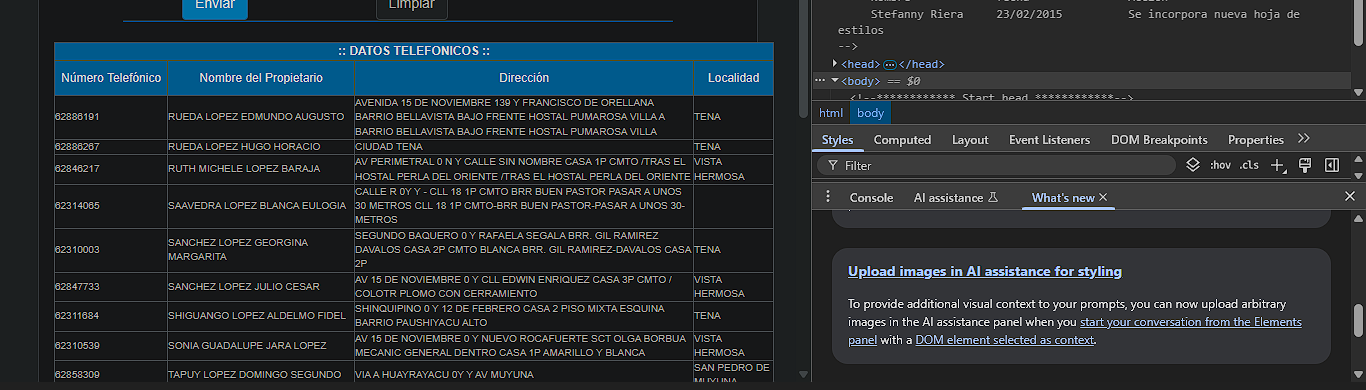 Enviar
Limpiar
:: DATOS TELEFONICOS ::
Número Telefónico Nombre del Propietario Dirección Localidad
62886191 RUEDA LOPEZ EDMUNDO AUGUSTO AVENIDA 15 DE NOVIEMBRE 139 Y FRANCISCO DE ORELLANA
BARRIO BELLAVISTA BAJO FRENTE HOSTAL PUMAROSA VILLA A
BARRIO BELLAVISTA BAJO FRENTE HOSTAL PUMAROSA VILLA TENA
62886267 RUEDA LOPEZ HUGO HORACIO CIUDAD TENA TENA
62846217 RUTH MICHELE LOPEZ BARAJA AV PERIMETRAL 0 N Y CALLE SIN NOMBRE CASA 1P CMTO /TRAS EL
HOSTAL PERLA DEL ORIENTE /TRAS EL HOSTAL PERLA DEL ORIENTE VISTA
HERMOSA
62314065 SAAVEDRA LOPEZ BLANCA EULOGIA CALLE R 0Y Y - CLL 18 1P CMTO BRR BUEN PASTOR PASAR A UNOS
30 METROS CLL 18 1P CMTO-BRR BUEN PASTOR-PASAR A UNOS 30-
METROS
62310003 SANCHEZ LOPEZ GEORGINA
MARGARITA SEGUNDO BAQUERO 0 Y RAFAELA SEGALA BRR. GIL RAMIREZ
DAVALOS CASA 2P CMTO BLANCA BRR. GIL RAMIREZ-DAVALOS CASA
2P TENA
62847733 SANCHEZ LOPEZ JULIO CESAR AV 15 DE NOVIEMBRE 0 Y CLL EDWIN ENRIQUEZ CASA 3P CMTO /
COLOTR PLOMO CON CERRAMIENTO VISTA
HERMOSA
62311684 SHIGUANGO LOPEZ ALDELMO FIDEL SHINQUIPINO 0 Y 12 DE FEBRERO CASA 2 PISO MIXTA ESQUINA
BARRIO PAUSHIYACU ALTO TENA
62310539 SONIA GUADALUPE JARA LOPEZ AV 15 DE NOVIEMBRE 0 Y NUEVO ROCAFUERTE SCT OLGA BORBUA
MECANIC GENERAL DENTRO CASA 1P AMARILLO Y BLANCA VISTA
HERMOSA
62858309 TAPUY LOPEZ DOMINGO SEGUNDO VIA A HUAYRAYACU 0Y Y AV MUYUNA SAN PEDRO DE
MUYUNA
Stefanny Riera 23/02/2015 Se incorpora nueva hoja de
estilos
-->
<head> … </head>
<body> == $0
<!--************ Start head ************-->
html body
Styles Computed Layout Event Listeners DOM Breakpoints Properties
Filter :hov .cls
Console AI assistance What's new
Upload images in AI assistance for styling
To provide additional visual context to your prompts, you can now upload arbitrary
images in the AI assistance panel when you start your conversation from the Elements
panel with a DOM element selected as context.